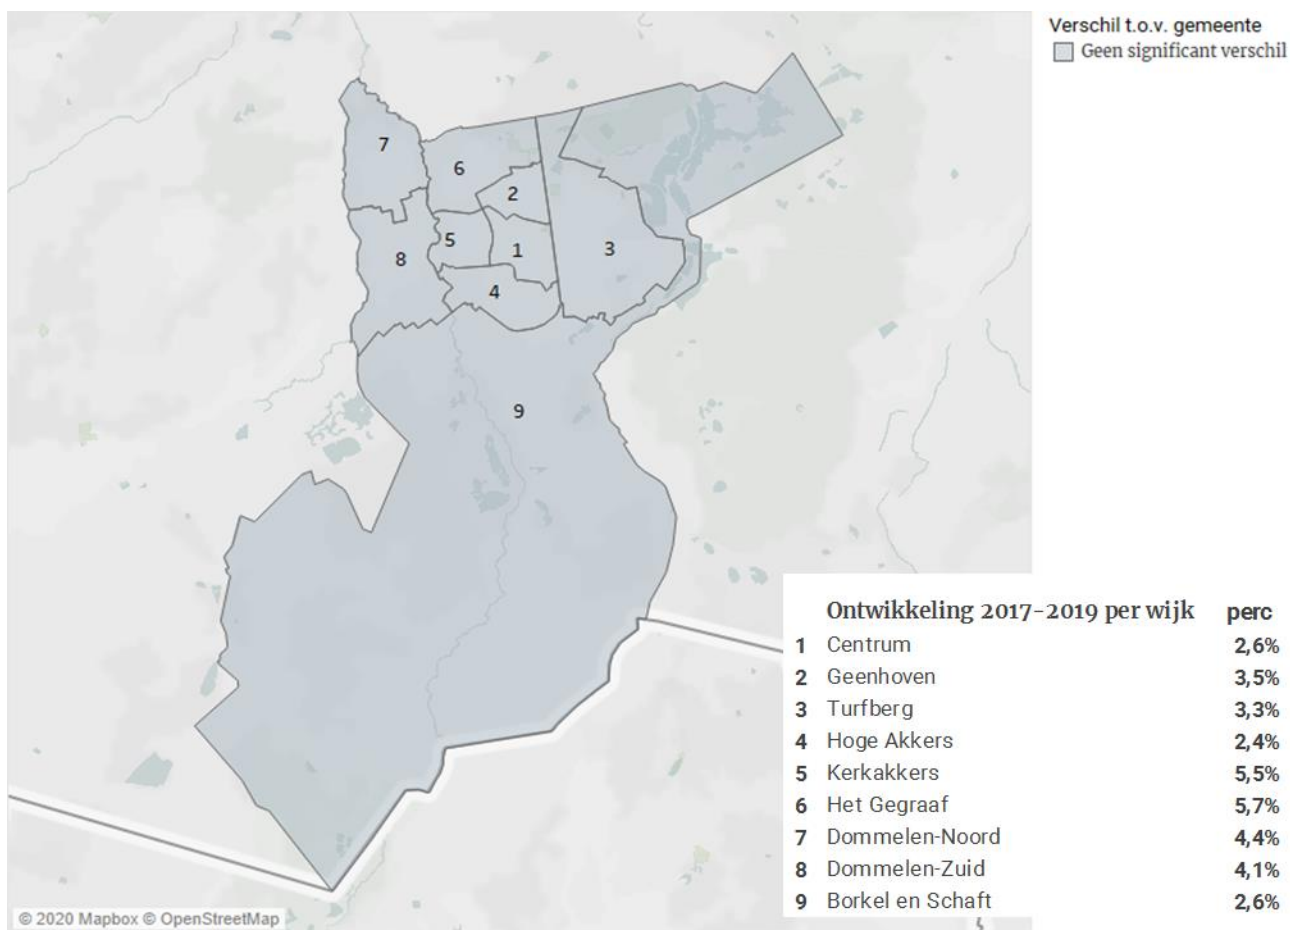 Verschil t.o.v. gemeente
Geen significant verschil
7
6
2
5
1
3
8
4
9
Ontwikkeling 2017-2019 per wijk perc
1 Centrum 2,6%
2 Geenhoven 3,5%
3 Turfberg 3,3%
4 Hoge Akkers 2,4%
5 Kerkakkers 5,5%
6 Het Gegraaf 5,7%
7 Dommelen-Noord 4,4%
8 Dommelen-Zuid 4,1%
9 Borkel en Schaft 2,6%
© 2020 Mapbox © OpenStreetMap